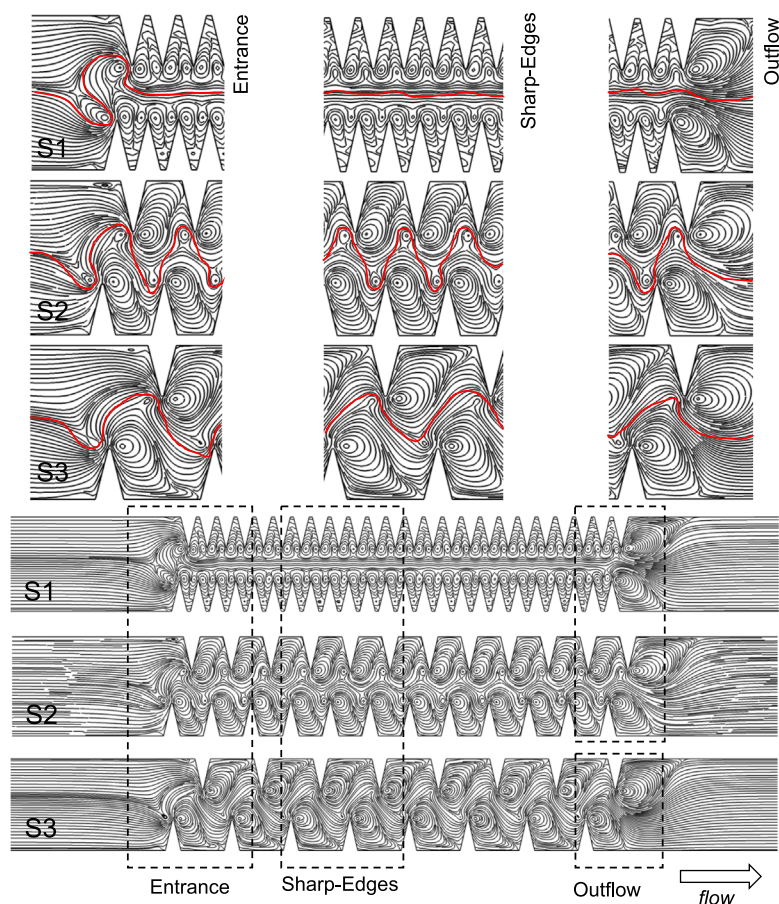 Entrance
Sharp-Edges
Outflow
S1
S2
S3
S1
S2
S3
Entrance
Sharp-Edges
Outflow
flow